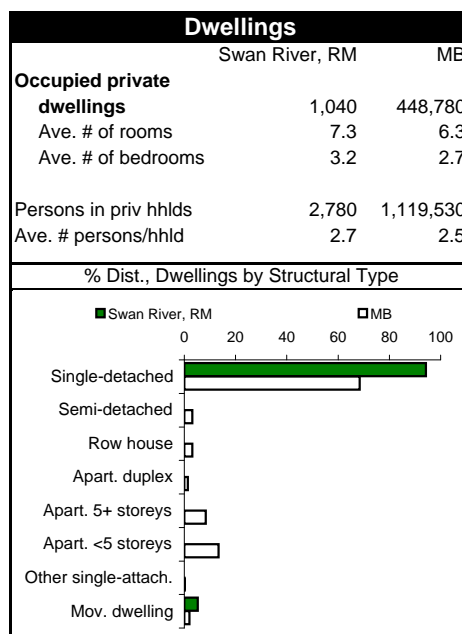 Dwellings
Swan River, RM MB
Occupied private
dwellings 1,040 448,780
Ave. # of rooms 7.3 6.3
Ave. # of bedrooms 3.2 2.7
Persons in priv hhlds 2,780 1,119,530
Ave. # persons/hhld 2.7 2.5
% Dist., Dwellings by Structural Type
Swan River, RM MB
0 20 40 60 80 100
Single-detached
Semi-detached
Row house
Apart. duplex
Apart. 5+ storeys
Apart. <5 storeys
Other single-attach.
Mov. dwelling